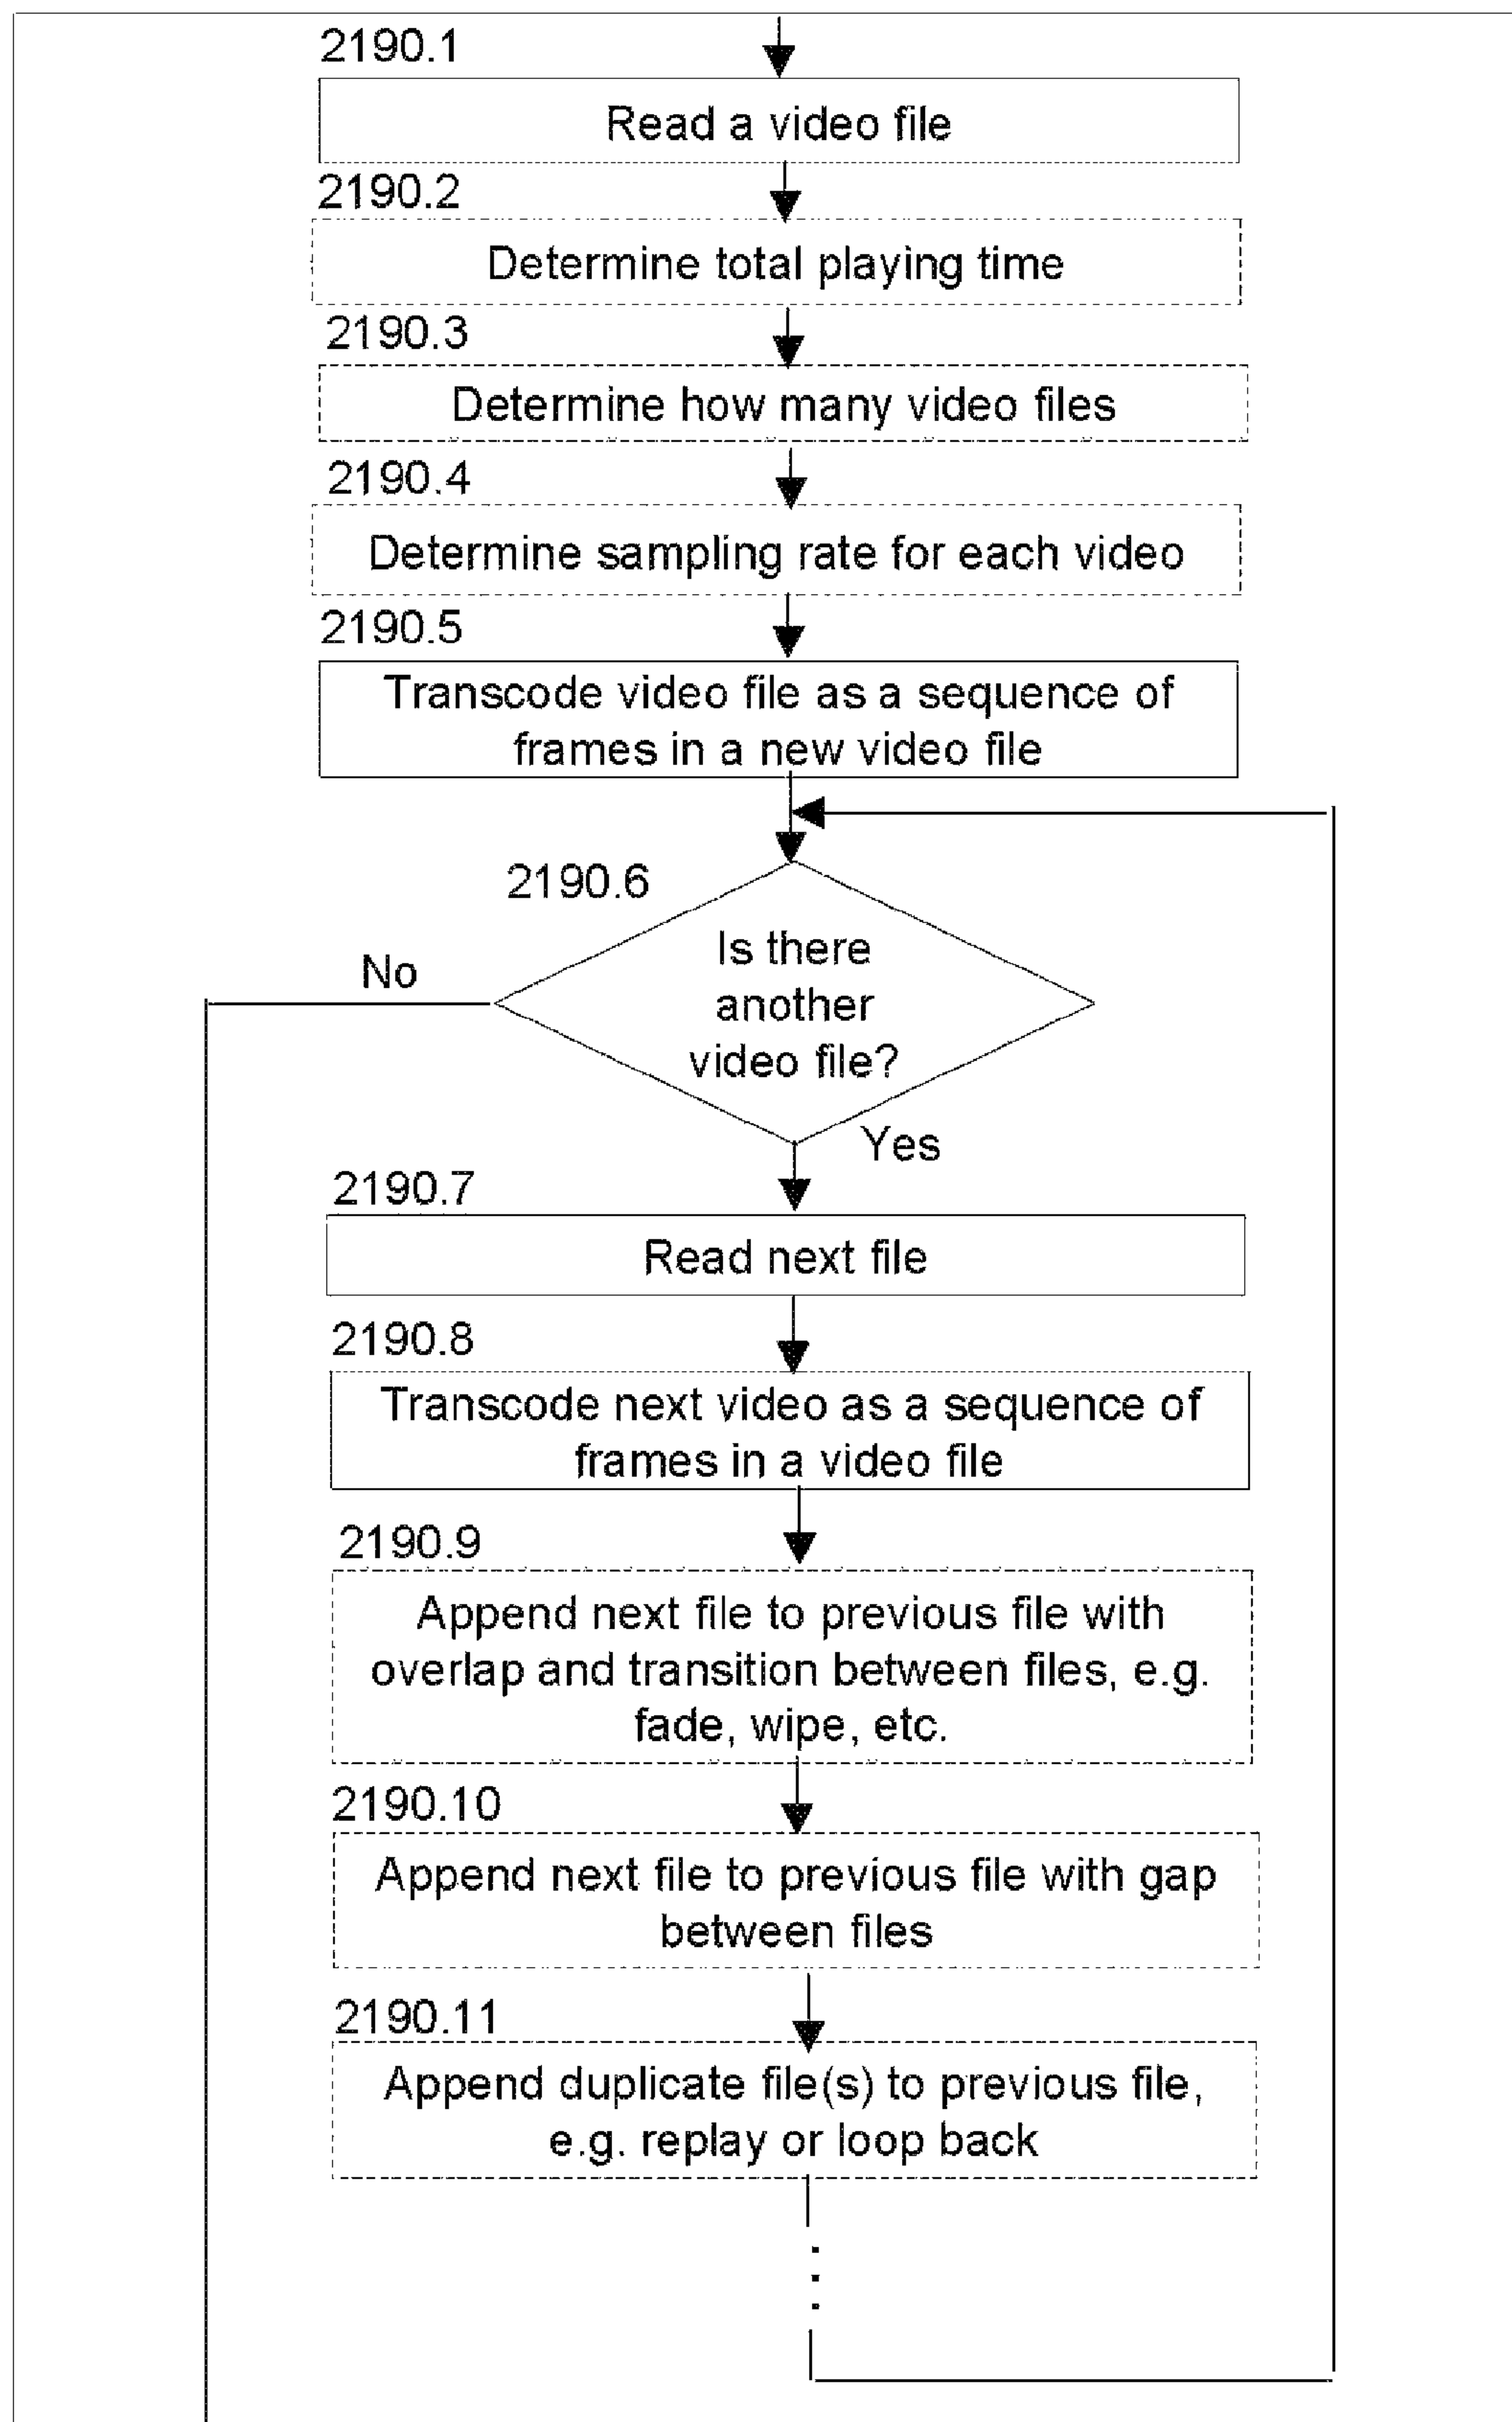 2190.1
Read a video file
2190.2
Determine total playing time
2190.3
Determine how many video files
2190.4
Determine sampling rate for each video
2190.5
Transcode video file as a sequence of
frames in a new video file
2190.6
Is there
another
video file?
No
Yes
2190.7
Read next file
2190.8
Transcode next video as a sequence of
frames in a video file
2190.9
Append next file to previous file with
overlap and transition between files, e.g.
fade, wipe, etc.
2190.10
Append next file to previous file with gap
between files
2190.11
Append duplicate file(s) to previous file,
e.g. replay or loop back